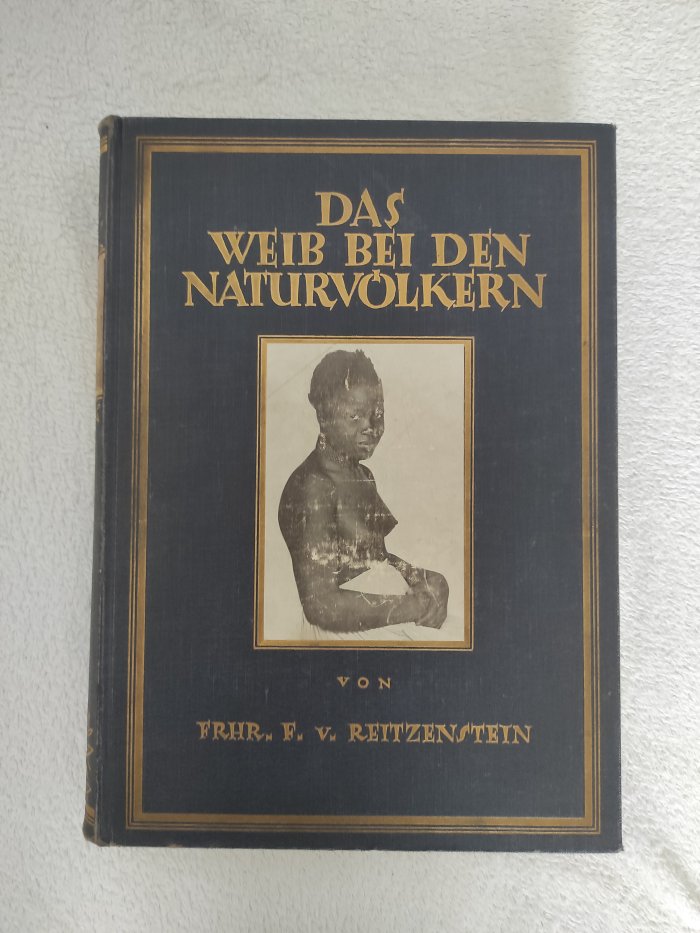 DAS
WEIB BEI DEN
NATURVÖLKERN
VON
FRHR. F. v. REITZENSTEIN